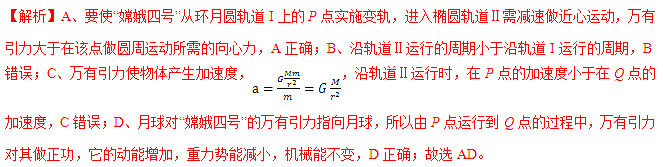 【解析】A、要使“嫦娥四号”从环月圆轨道 I 上的 P 点实施变轨，进入椭圆轨道Ⅱ需减速做近心运动，万有
引力大于在该点做圆周运动所需的向心力，A 正确；B、沿轨道Ⅱ运行的周期小于沿轨道 I 运行的周期，B
错误；C、万有引力使物体产生加速度，a = \frac{G\frac{Mm}{r^2}}{m} = G\frac{M}{r^2}，沿轨道Ⅱ运行时，在 P 点的加速度小于在 Q 点的
加速度，C 错误；D、月球对“嫦娥四号”的万有引力指向月球，所以由 P 点运行到 Q 点的过程中，万有引力
对其做正功，它的动能增加，重力势能减小，机械能不变，D 正确；故选 AD。